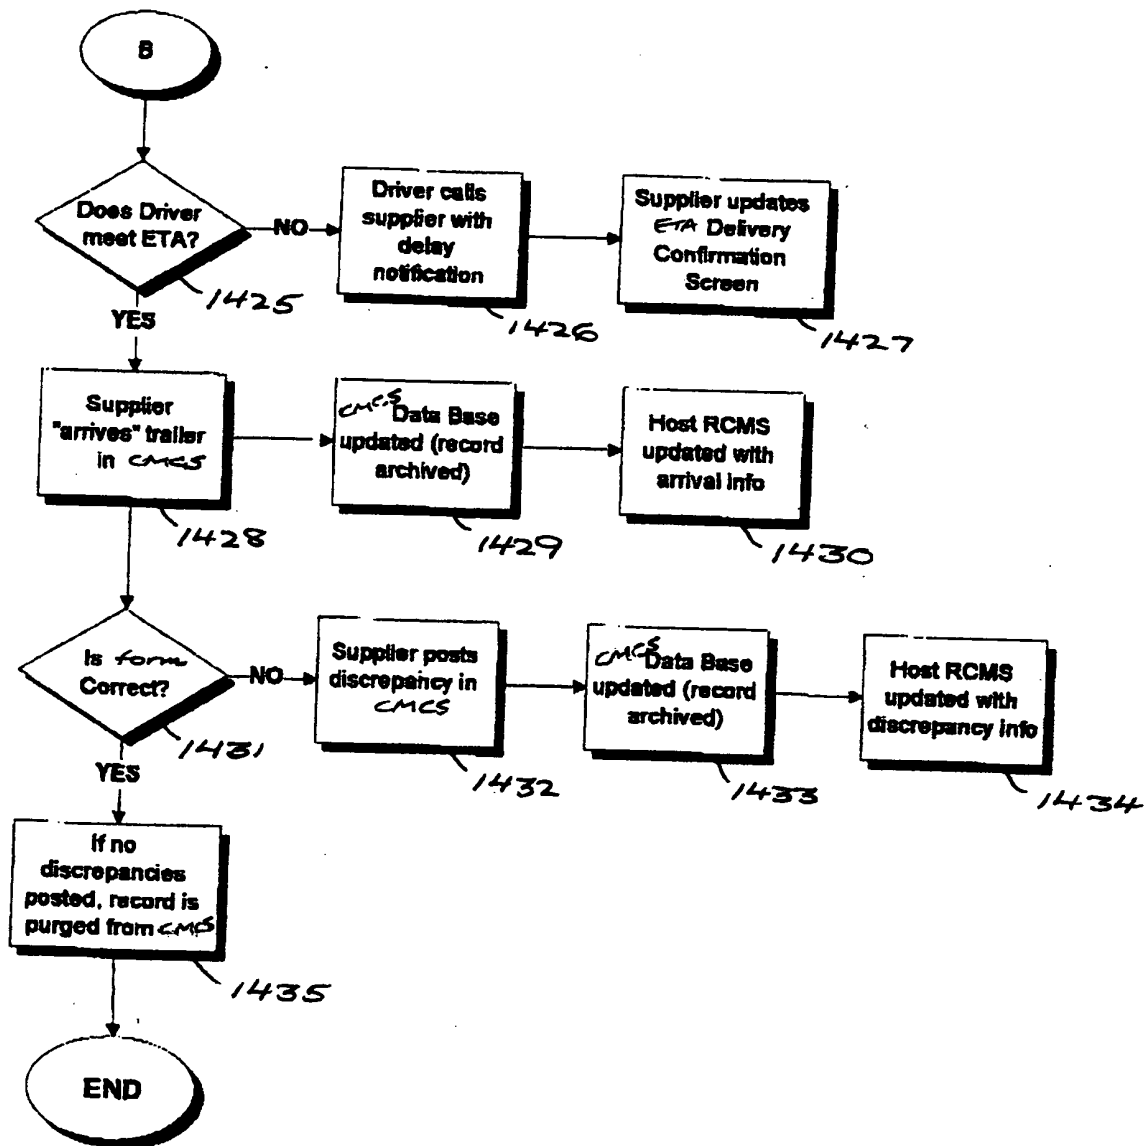 B
Does Driver
meet ETA?
NO
Driver calls
supplier with
delay
notification
Supplier updates
ETA Delivery
Confirmation
Screen
1425
1426
1427
YES
Supplier
"arrives" trailer
in CMCS
CMCS Data Base
updated (record
archived)
Host RCMS
updated with
arrival info
1428
1429
1430
Is form
Correct?
NO
Supplier posts
discrepancy in
CMCS
CMCS Data Base
updated (record
archived)
Host RCMS
updated with
discrepancy info
1431
1432
1433
1434
YES
If no
discrepancies
posted, record is
purged from CMCS
1435
END